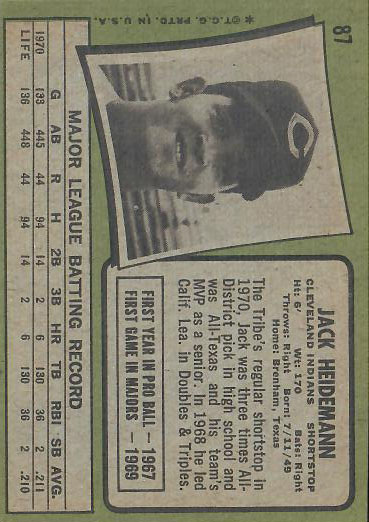 87
* © T.C.G. PRTD. IN U.S.A.
C
JACK HEIDEMANN
CLEVELAND INDIANS SHORTSTOP
Ht: 6' Wt: 170 Bats: Right
Throws: Right Born: 7/11/49
Home: Brenham, Texas
The Tribe's regular shortstop in
1970, Jack was three times All-
District pick in high school and
was All-Texas and his team's
MVP as a senior. In 1968 he led
Calif. Lea. in Doubles & Triples.
FIRST YEAR IN PRO BALL — 1967
FIRST GAME IN MAJORS — 1969
MAJOR LEAGUE BATTING RECORD
G AB R H 2B 3B HR TB RBI SB AVG.
1970 133 445 44 94 14 2 6 130 36 2 .211
LIFE 136 448 44 94 14 2 6 130 36 2 .210